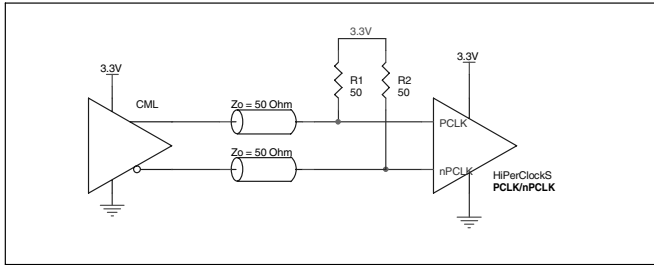 3.3V
3.3V
3.3V
R1
50
R2
50
CML
Zo = 50 Ohm
PCLK
Zo = 50 Ohm
nPCLK
HiPerClockS
PCLK/nPCLK